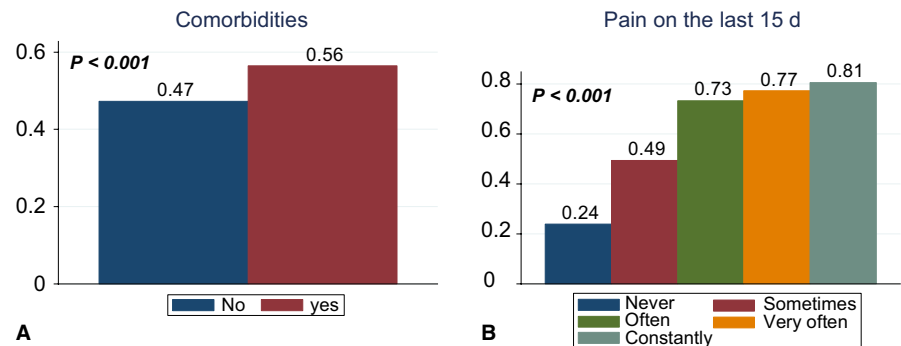 Comorbidities
P < 0.001
0.6
0.4
0.2
0
0.47
0.56
No yes
A
Pain on the last 15 d
P < 0.001
0.8
0.6
0.4
0.2
0
0.24
0.49
0.73
0.77
0.81
Never Sometimes
Often Very often
Constantly
B